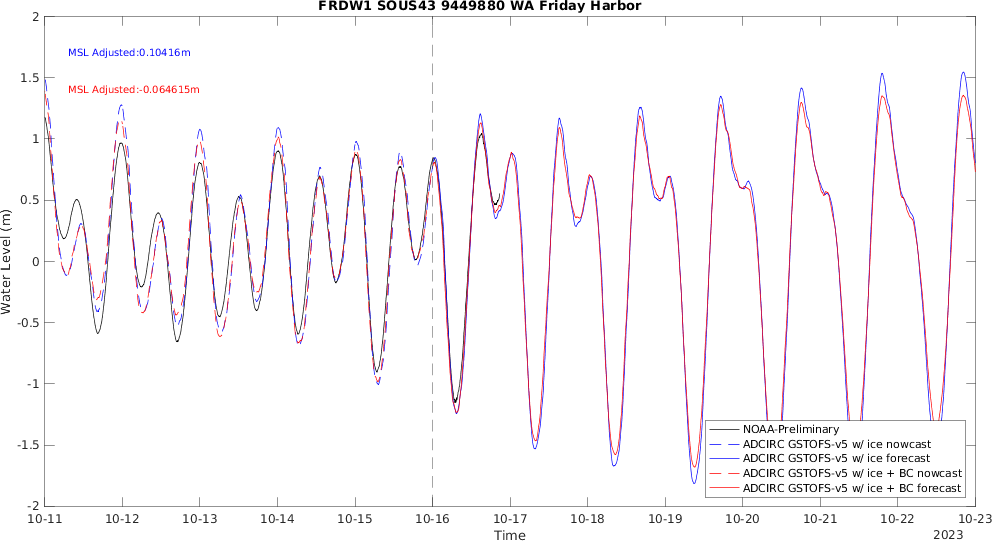 FRDW1 SOUS43 9449880 WA Friday Harbor
MSL Adjusted:0.10416m
MSL Adjusted:-0.064615m
Water Level (m)
2
1.5
1
0.5
0
-0.5
-1
-1.5
-2
NOAA-Preliminary
ADCIRC GSTOFS-v5 w/ ice nowcast
ADCIRC GSTOFS-v5 w/ ice forecast
ADCIRC GSTOFS-v5 w/ ice + BC nowcast
ADCIRC GSTOFS-v5 w/ ice + BC forecast
10-11 10-12 10-13 10-14 10-15 10-16 10-17 10-18 10-19 10-20 10-21 10-22 10-23
Time
2023